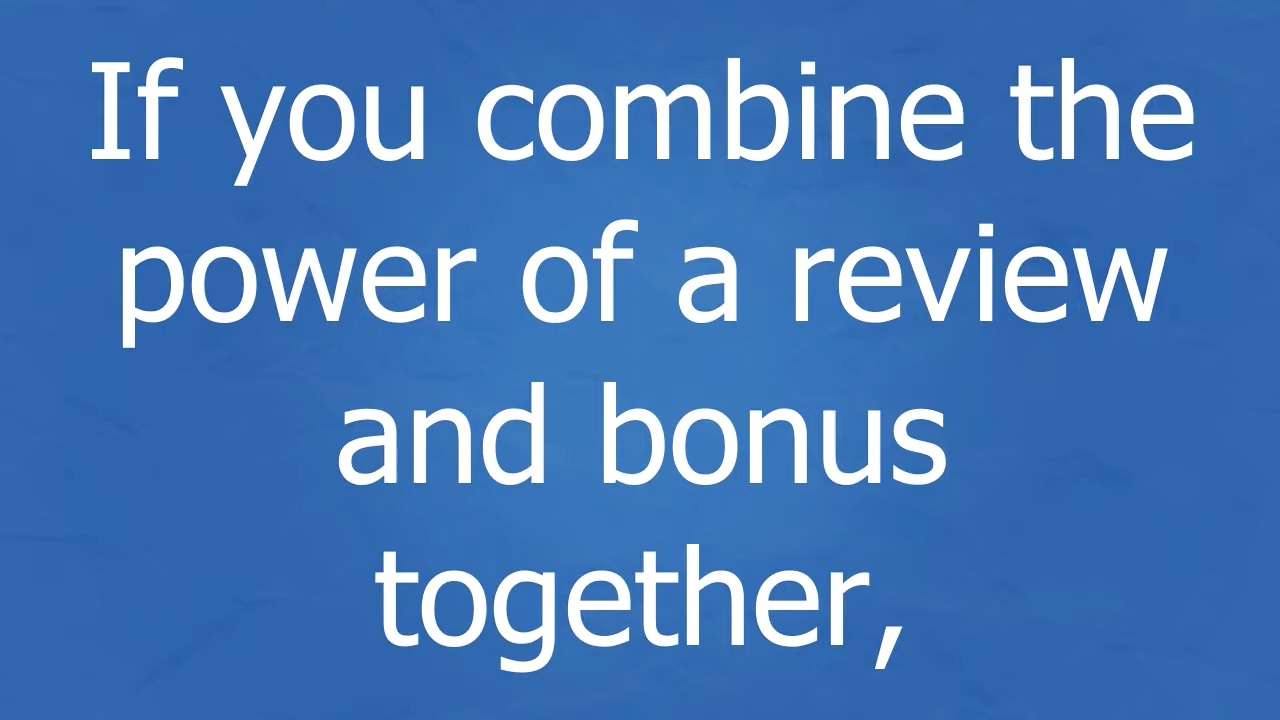 If you combine the
power of a review
and bonus
together,